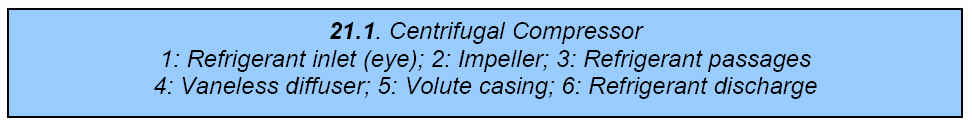 21.1. Centrifugal Compressor
1: Refrigerant inlet (eye); 2: Impeller; 3: Refrigerant passages
4: Vaneless diffuser; 5: Volute casing; 6: Refrigerant discharge